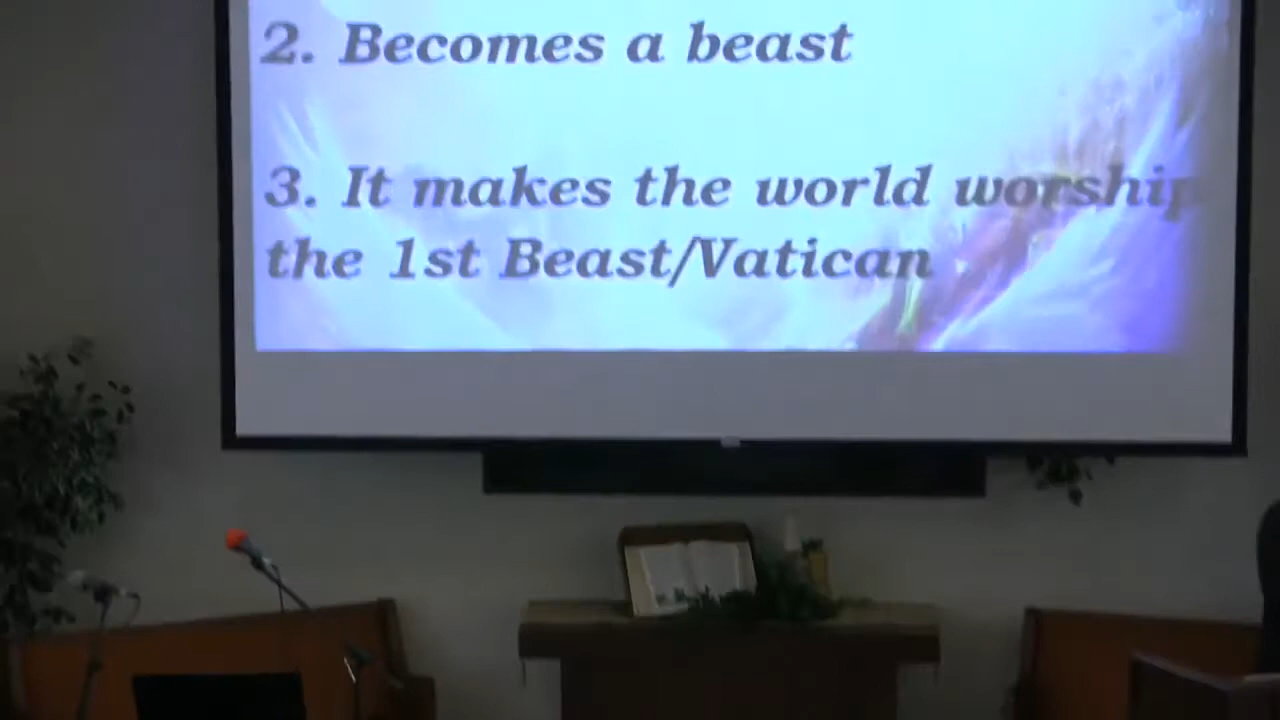 2. Becomes a beast
3. It makes the world worship
the 1st Beast/Vatican